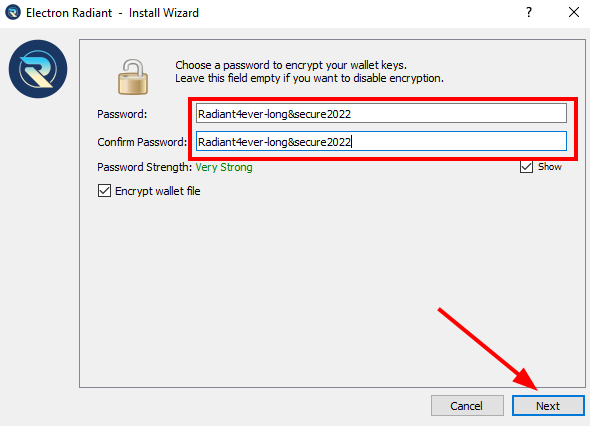 Electron Radiant - Install Wizard
?
Choose a password to encrypt your wallet keys.
Leave this field empty if you want to disable encryption.
Password:
Radiant4ever-long&secure2022
Confirm Password:
Radiant4ever-long&secure2022
Password Strength: Very Strong
Show
Encrypt wallet file
Cancel
Next